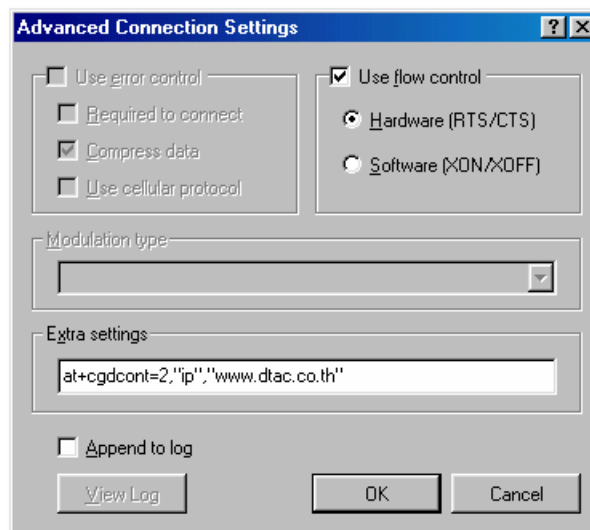 Advanced Connection Settings
Use error control
Required to connect
Compress data
Use cellular protocol
Use flow control
Hardware (RTS/CTS)
Software (XON/XOFF)
Modulation type
Extra settings
at+cgdcont=2,"ip","www.dtac.co.th"
Append to log
View Log
OK
Cancel